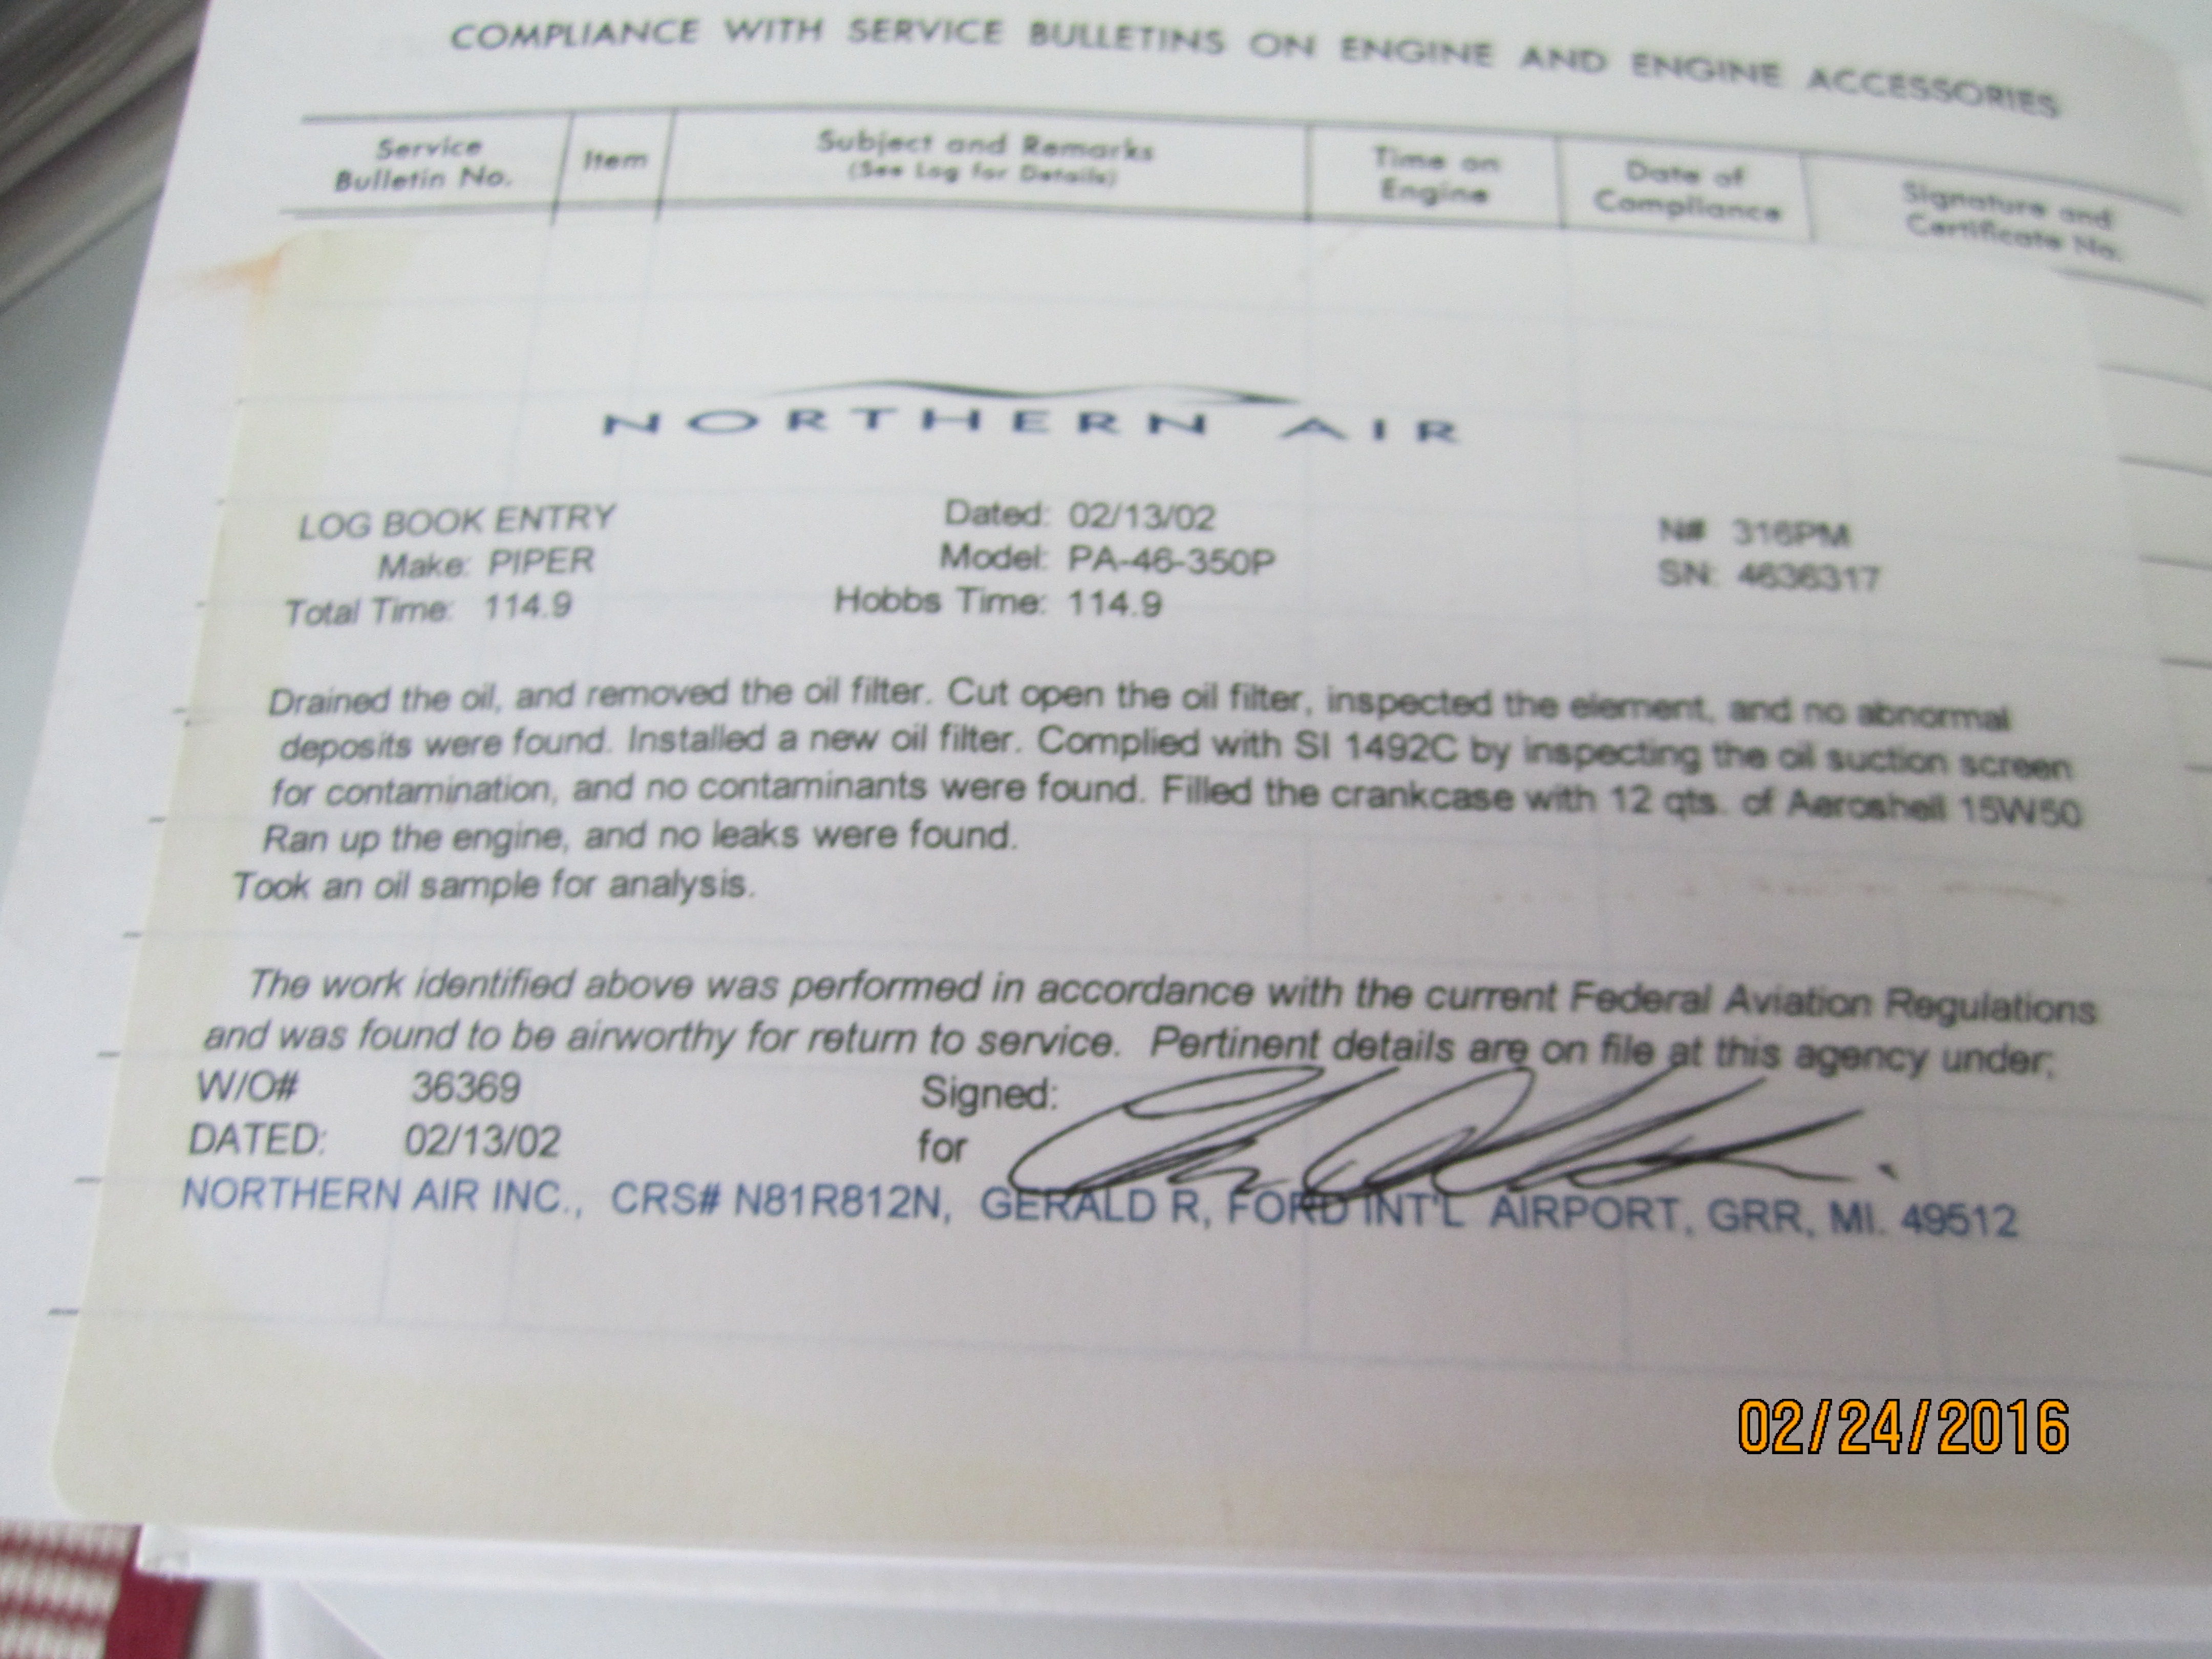 COMPLIANCE WITH SERVICE BULLETINS ON ENGINE AND ENGINE ACCESSORIES
Service Bulletin No.
Item
Subject and Remarks
(See Log for Details)
Time on Engine
Date of Compliance
Signature and Certificate No.
NORTHERN AIR
LOG BOOK ENTRY Dated: 02/13/02 N# 316PM
Make: PIPER Model: PA-46-350P SN: 4636317
Total Time: 114.9 Hobbs Time: 114.9
Drained the oil, and removed the oil filter. Cut open the oil filter, inspected the element, and no abnormal
deposits were found. Installed a new oil filter. Complied with SI 1492C by inspecting the oil suction screen
for contamination, and no contaminants were found. Filled the crankcase with 12 qts. of Aeroshell 15W50
Ran up the engine, and no leaks were found.
Took an oil sample for analysis.
The work identified above was performed in accordance with the current Federal Aviation Regulations
and was found to be airworthy for return to service. Pertinent details are on file at this agency under;
W/O# 36369 Signed:
DATED: 02/13/02 for
NORTHERN AIR INC., CRS# N81R812N, GERALD R, FORD INT'L AIRPORT, GRR, MI. 49512
02/24/2016